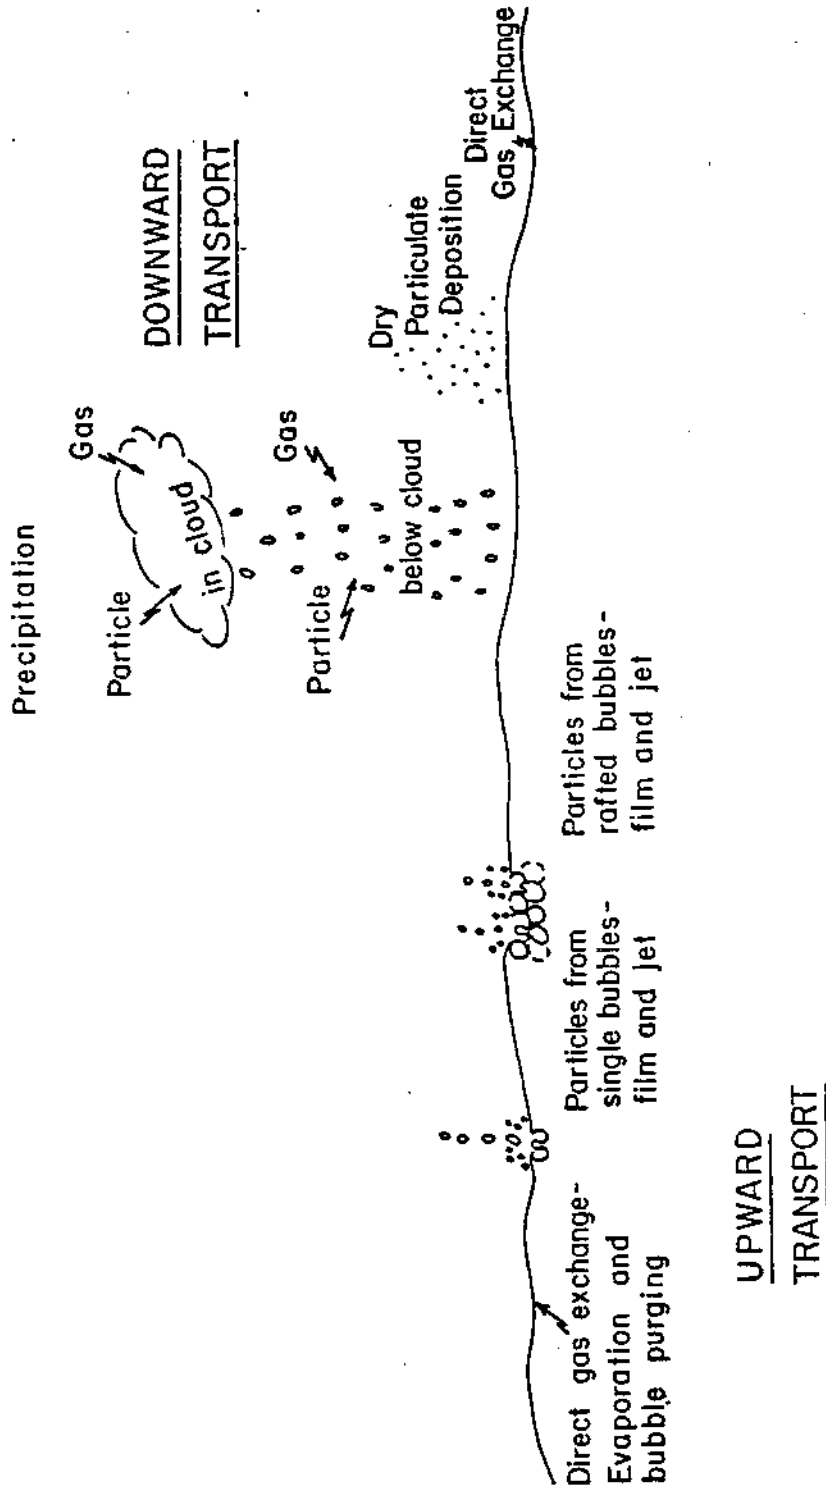 Precipitation
DOWNWARD
TRANSPORT
Particle
Gas
in cloud
Particle
Gas
below cloud
Dry
Particulate
Deposition
Direct
Gas Exchange
Direct gas exchange-
Evaporation and
bubble purging
Particles from
single bubbles-
film and jet
Particles from
rafted bubbles-
film and jet
UPWARD
TRANSPORT